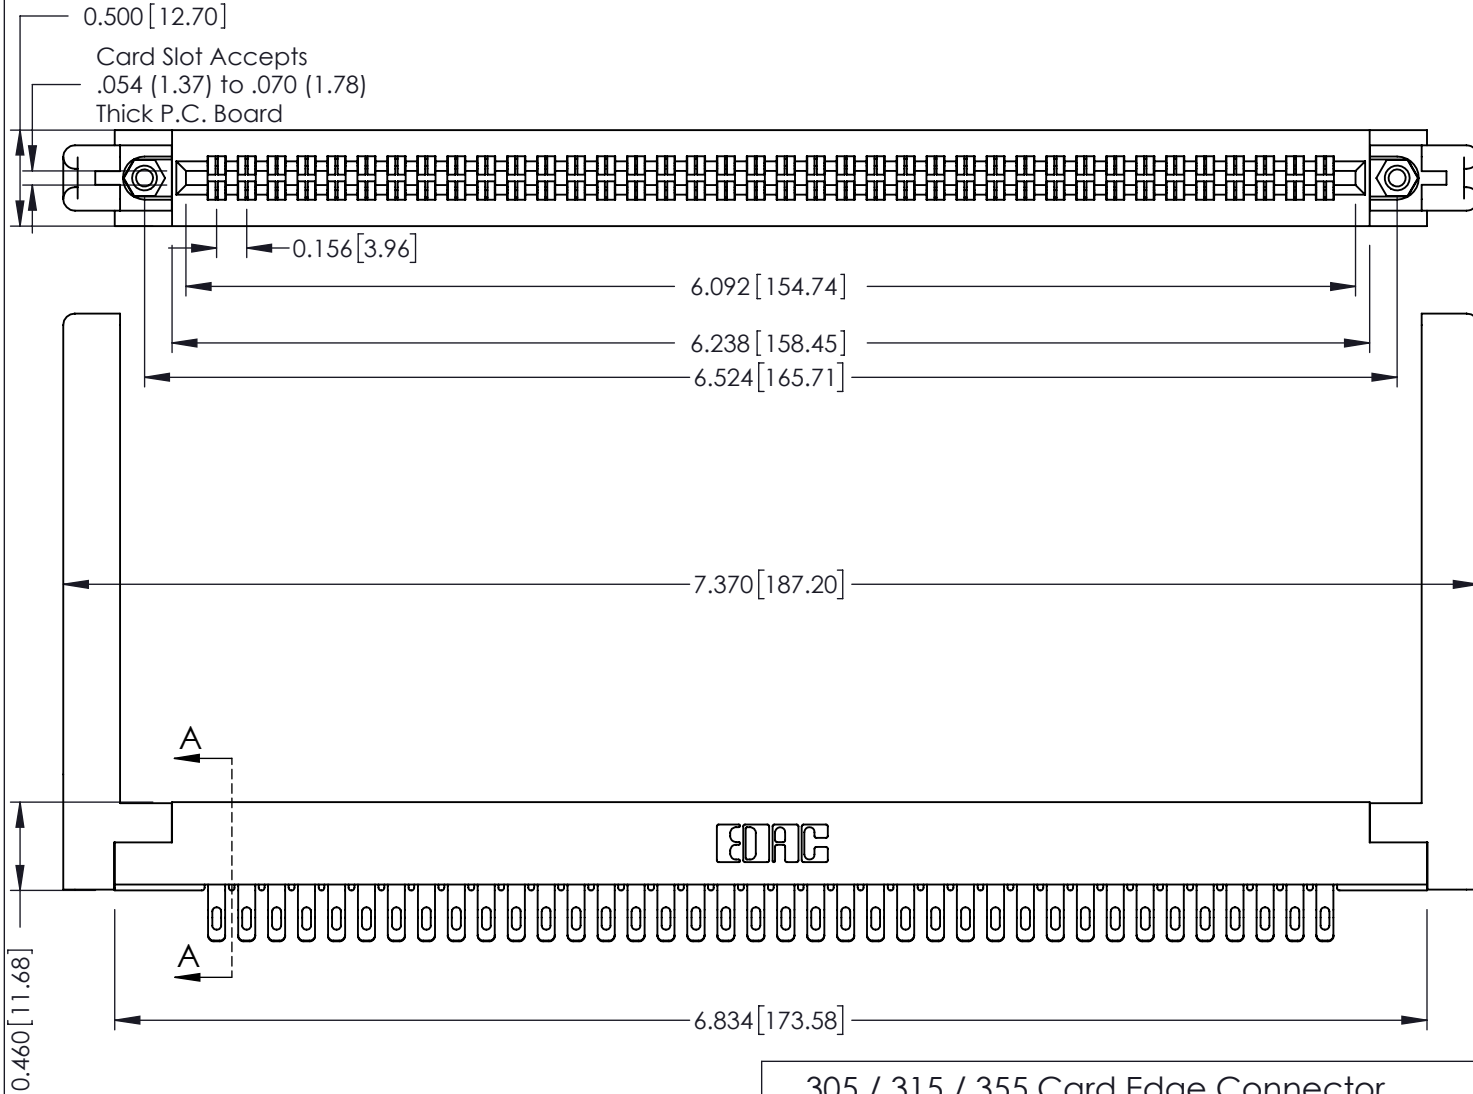 0.500[12.70]
Card Slot Accepts
.054 (1.37) to .070 (1.78)
Thick P.C. Board
0.156[3.96]
6.092[154.74]
6.238[158.45]
6.524[165.71]
7.370[187.20]
A
EDAC
A
0.460[11.68]
6.834[173.58]
305 / 315 / 355 Card Edge Connector